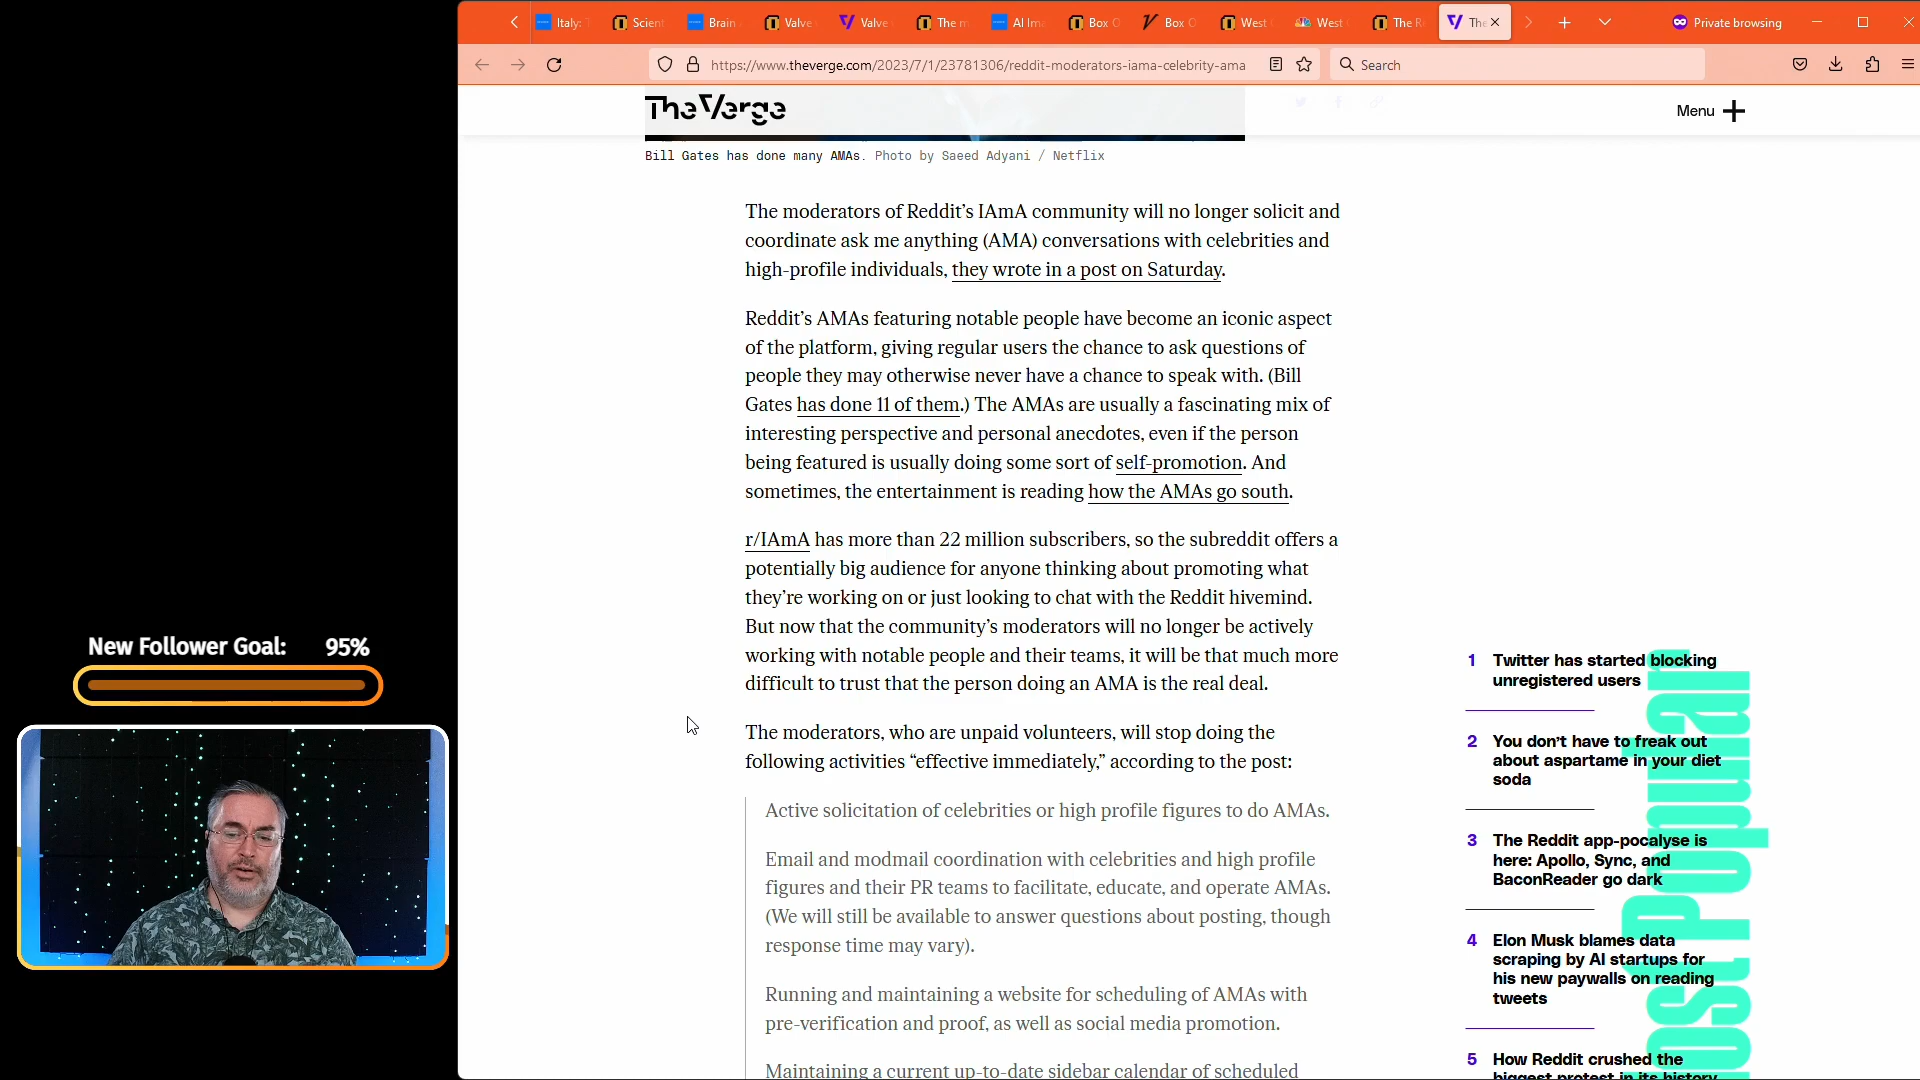 Italy:
Scient
Brain
Valve
Valve
The m
AI Im
Box O
Box O
West
West
The R
The
Private browsing
https://www.theverge.com/2023/7/1/23781306/reddit-moderators-iama-celebrity-ama
Search
TheVerge
Menu
Bill Gates has done many AMAs. Photo by Saeed Adyani / Netflix
The moderators of Reddit’s IAmA community will no longer solicit and
coordinate ask me anything (AMA) conversations with celebrities and
high-profile individuals, they wrote in a post on Saturday.
Reddit’s AMAs featuring notable people have become an iconic aspect
of the platform, giving regular users the chance to ask questions of
people they may otherwise never have a chance to speak with. (Bill
Gates has done 11 of them.) The AMAs are usually a fascinating mix of
interesting perspective and personal anecdotes, even if the person
being featured is usually doing some sort of self-promotion. And
sometimes, the entertainment is reading how the AMAs go south.
r/IAmA has more than 22 million subscribers, so the subreddit offers a
potentially big audience for anyone thinking about promoting what
they’re working on or just looking to chat with the Reddit hivemind.
But now that the community’s moderators will no longer be actively
working with notable people and their teams, it will be that much more
difficult to trust that the person doing an AMA is the real deal.
The moderators, who are unpaid volunteers, will stop doing the
following activities “effective immediately,” according to the post:
Active solicitation of celebrities or high profile figures to do AMAs.
Email and modmail coordination with celebrities and high profile
figures and their PR teams to facilitate, educate, and operate AMAs.
(We will still be available to answer questions about posting, though
response time may vary).
Running and maintaining a website for scheduling of AMAs with
pre-verification and proof, as well as social media promotion.
Maintaining a current up-to-date sidebar calendar of scheduled
New Follower Goal: 95%
1 Twitter has started blocking
unregistered users
2 You don’t have to freak out
about aspartame in your diet
soda
3 The Reddit app-pocalyse is
here: Apollo, Sync, and
BaconReader go dark
4 Elon Musk blames data
scraping by AI startups for
his new paywalls on reading
tweets
5 How Reddit crushed the
biggest protest in its history
ost Popular